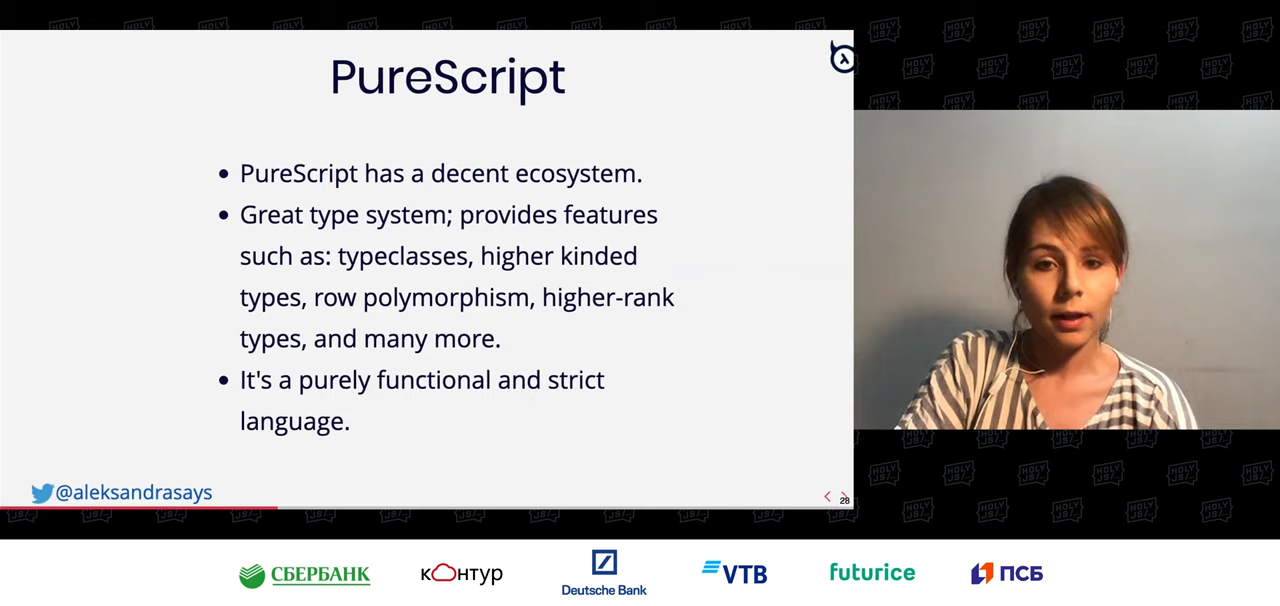 PureScript
• PureScript has a decent ecosystem.
• Great type system; provides features
such as: typeclasses, higher kinded
types, row polymorphism, higher-rank
types, and many more.
• It's a purely functional and strict
language.
@aleksandrasays
28
HOLY
JS/
СБЕРБАНК
КОНТУР
Deutsche Bank
VTB
futurice
ПСБ